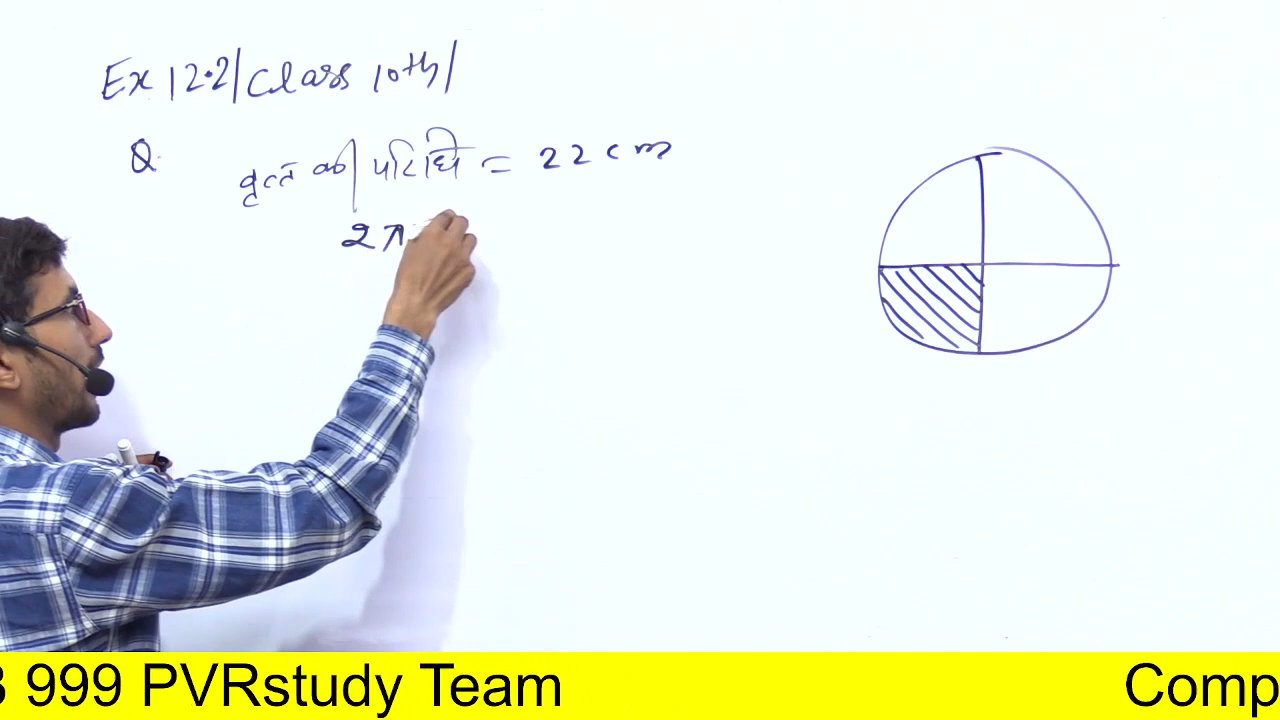 Ex 12.2/Class 10th/
Q. वृत्त की परिधि = 22 cm
2π
3 999 PVRstudy Team
Comp